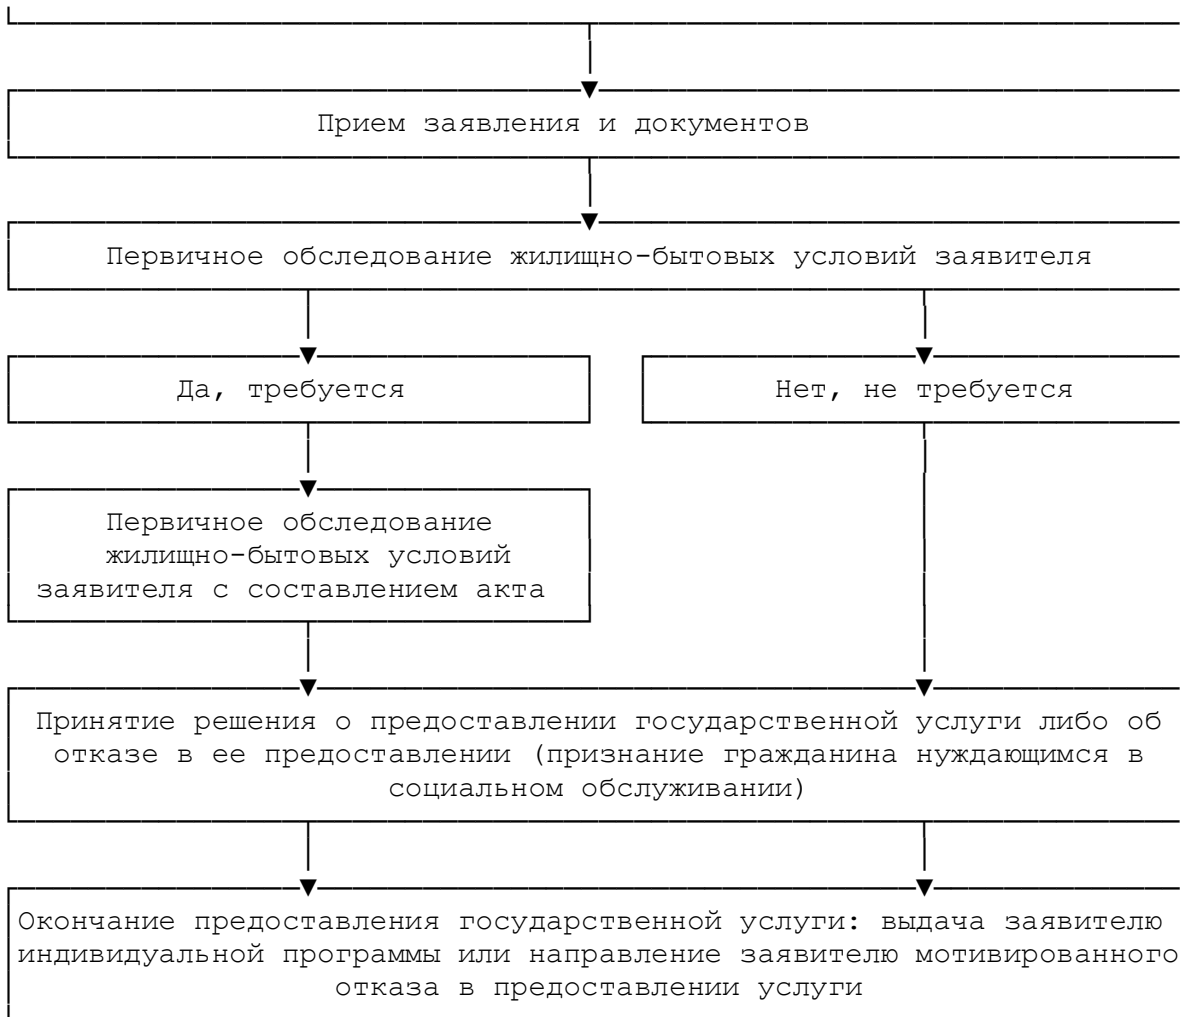 Прием заявления и документов
Первичное обследование жилищно-бытовых условий заявителя
Да, требуется
Нет, не требуется
Первичное обследование
жилищно-бытовых условий
заявителя с составлением акта
Принятие решения о предоставлении государственной услуги либо об
отказе в ее предоставлении (признание гражданина нуждающимся в
социальном обслуживании)
Окончание предоставления государственной услуги: выдача заявителю
индивидуальной программы или направление заявителю мотивированного
отказа в предоставлении услуги